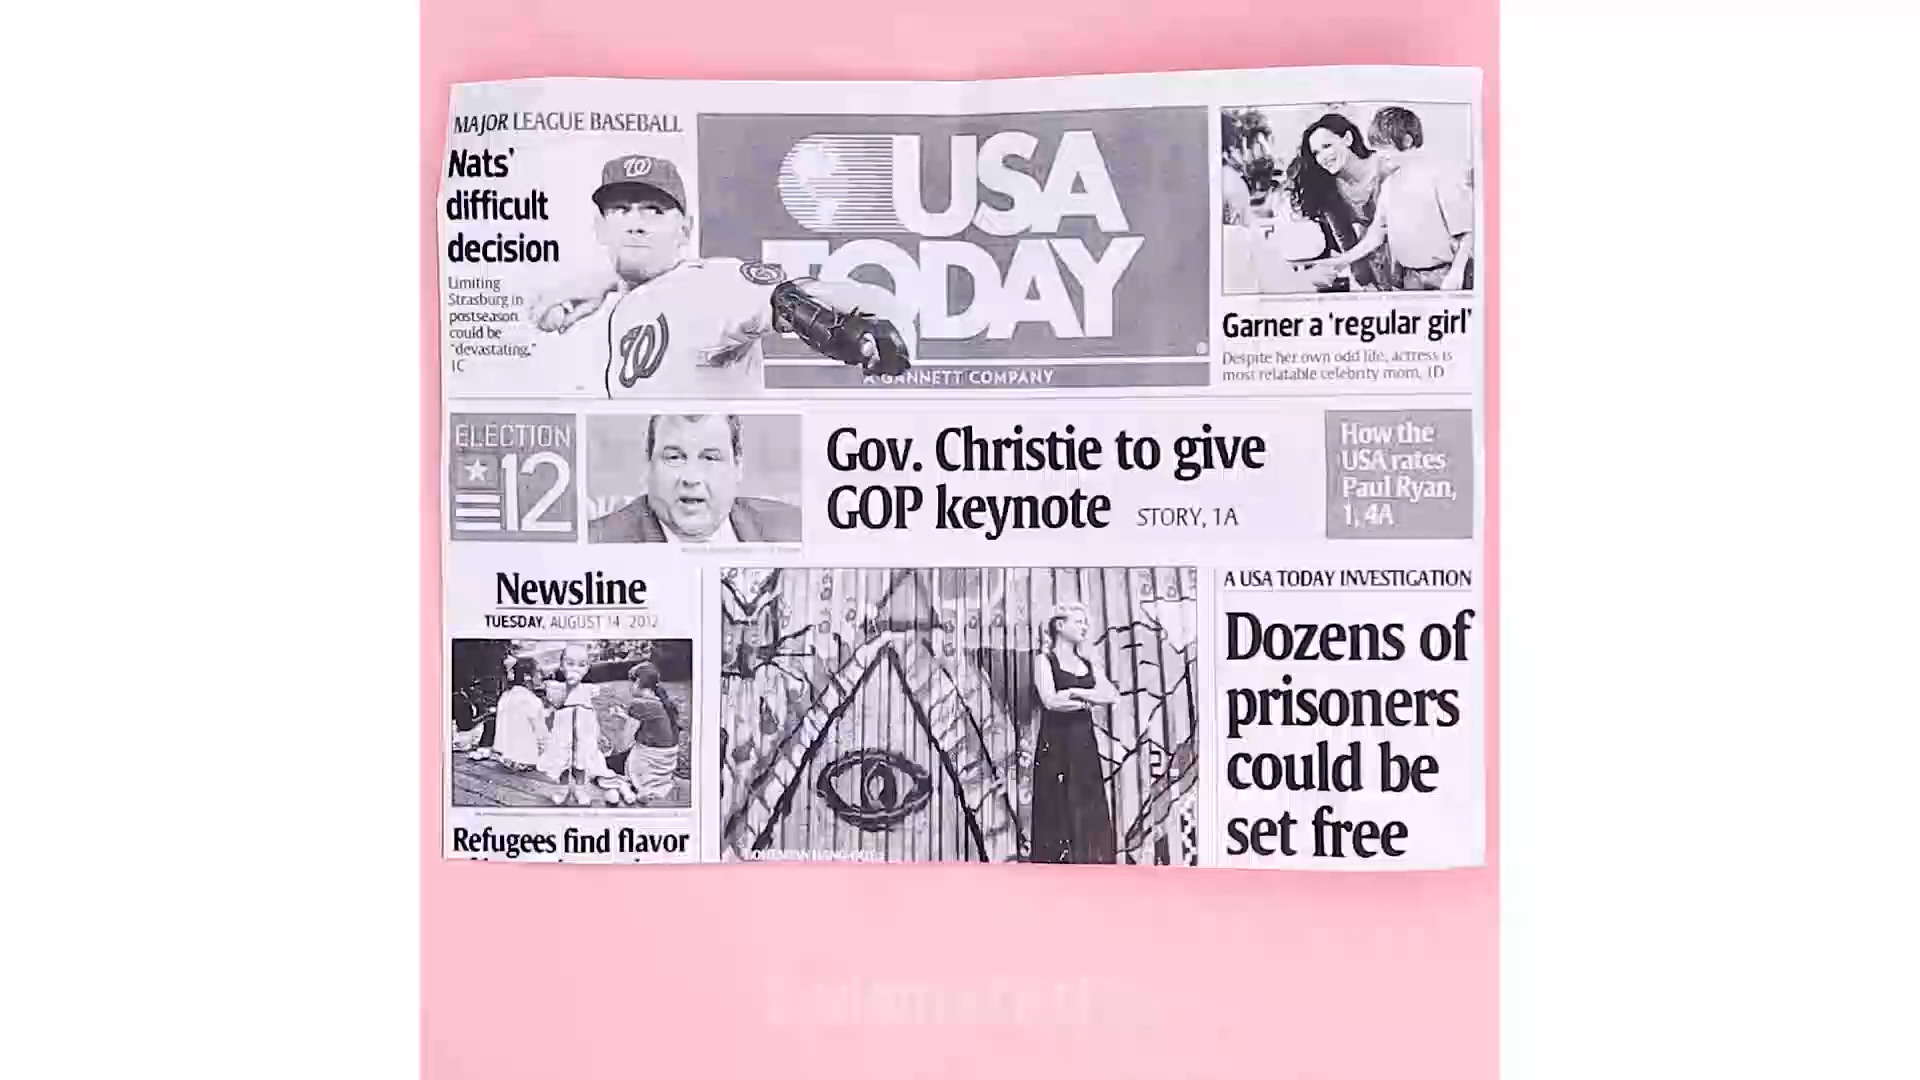 MAJOR LEAGUE BASEBALL
Nats'
difficult
decision
Limiting
Strasburg in
postseason
could be
"devastating,"
1C
W
W
USA
TODAY
A GANNETT COMPANY
Garner a 'regular girl'
Despite her own odd life, actress is
most relatable celebrity mom, 1D
ELECTION
12
Gov. Christie to give
GOP keynote STORY, 1A
How the
USA rates
Paul Ryan,
1, 4A
Newsline
TUESDAY, AUGUST 14, 2012
Refugees find flavor
A USA TODAY INVESTIGATION
Dozens of
prisoners
could be
set free